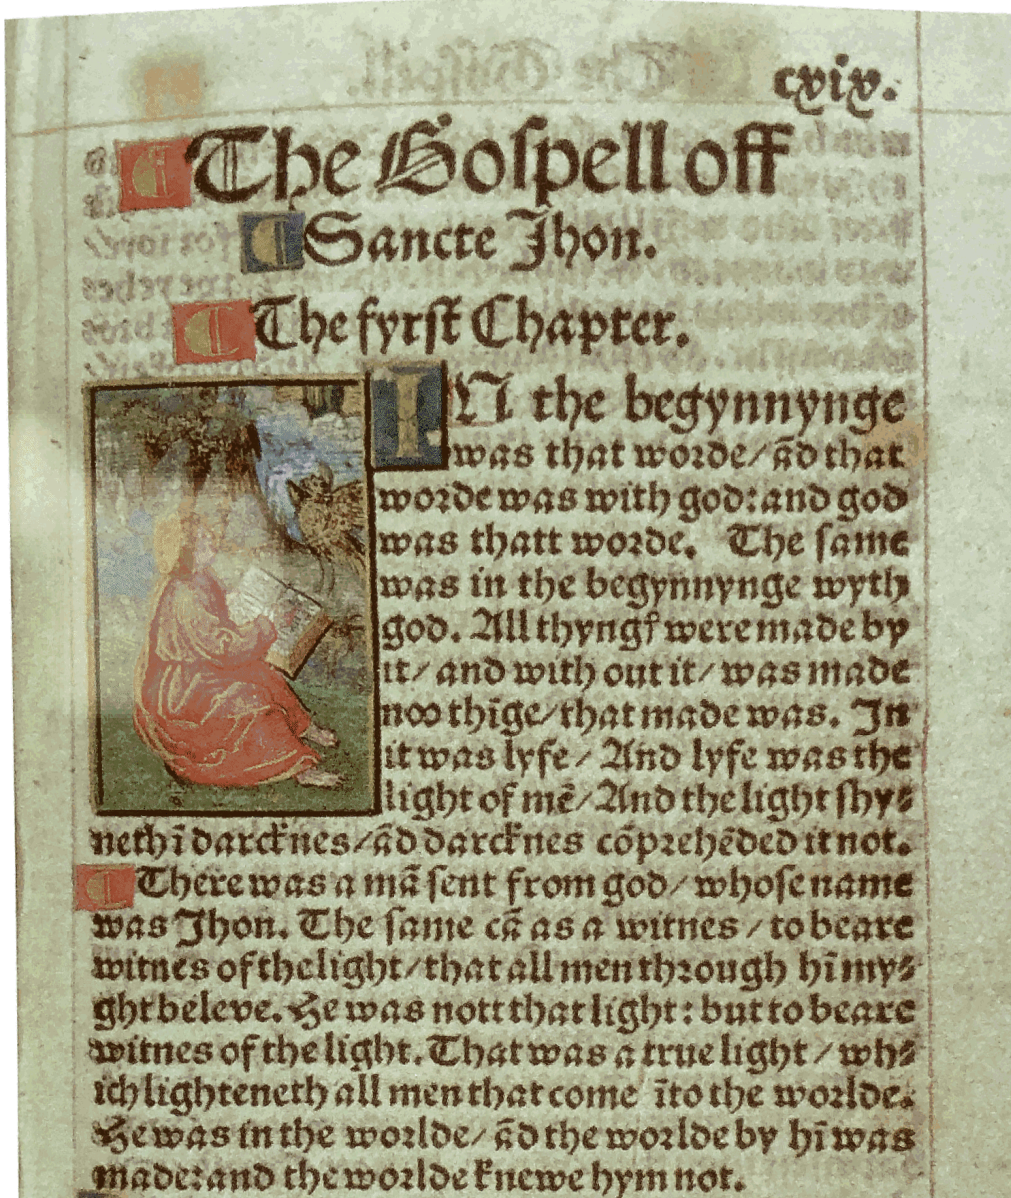 cxix.
The Gospell off
Sancte Jhon.
The fyrst Chapter.
IN the begynnynge
was that worde/ ād that
worde was with god: and god
was thatt worde. The same
was in the begynnynge wyth
god. All thyngꝭ were made by
it/ and with out it/ was made
noo thīge/ that made was. In
it was lyfe/ And lyfe was the
light of mē/ And the light shy⸗
neth ī darcknes/ ād darcknes cōprehēded it not.
¶ There was a mā sent from god/ whose name
was Jhon. The same cā as a witnes/ to beare
witnes of the light/ that all men through hī my⸗
ght beleve. He was nott that light: but to beare
witnes of the light. That was a true light/ wh⸗
ich lighteneth all men that come īto the worlde.
He was in the worlde/ ād the worlde by hī was
made: and the worlde knewe hym not.